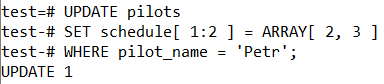 test=# UPDATE pilots
test-# SET schedule[ 1:2 ] = ARRAY[ 2, 3 ]
test-# WHERE pilot_name = 'Petr';
UPDATE 1